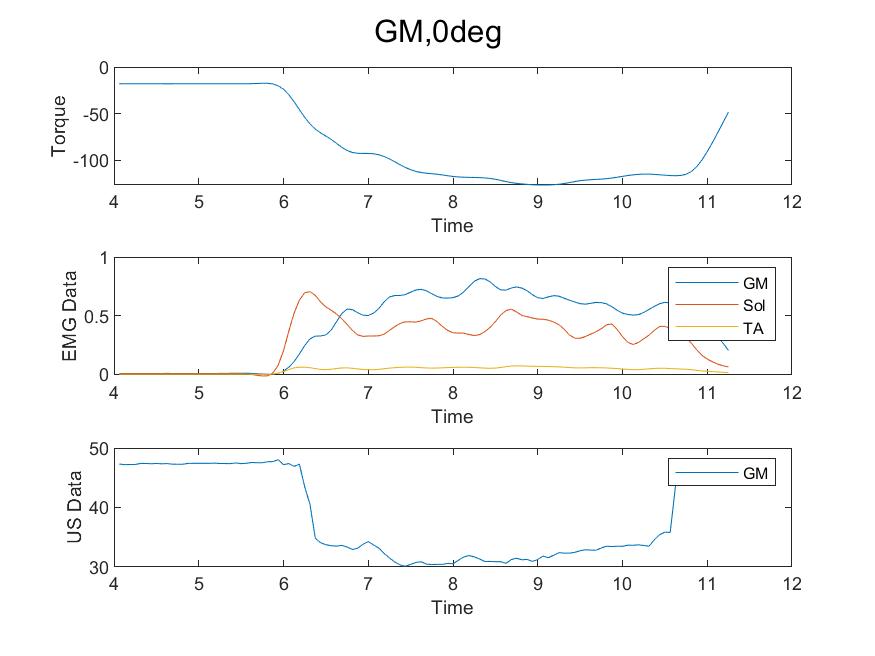 GM,0deg
0
-50
-100
Torque
4 5 6 7 8 9 10 11 12
Time
1
0.5
0
EMG Data
GM
Sol
TA
4 5 6 7 8 9 10 11 12
Time
50
40
30
US Data
GM
4 5 6 7 8 9 10 11 12
Time